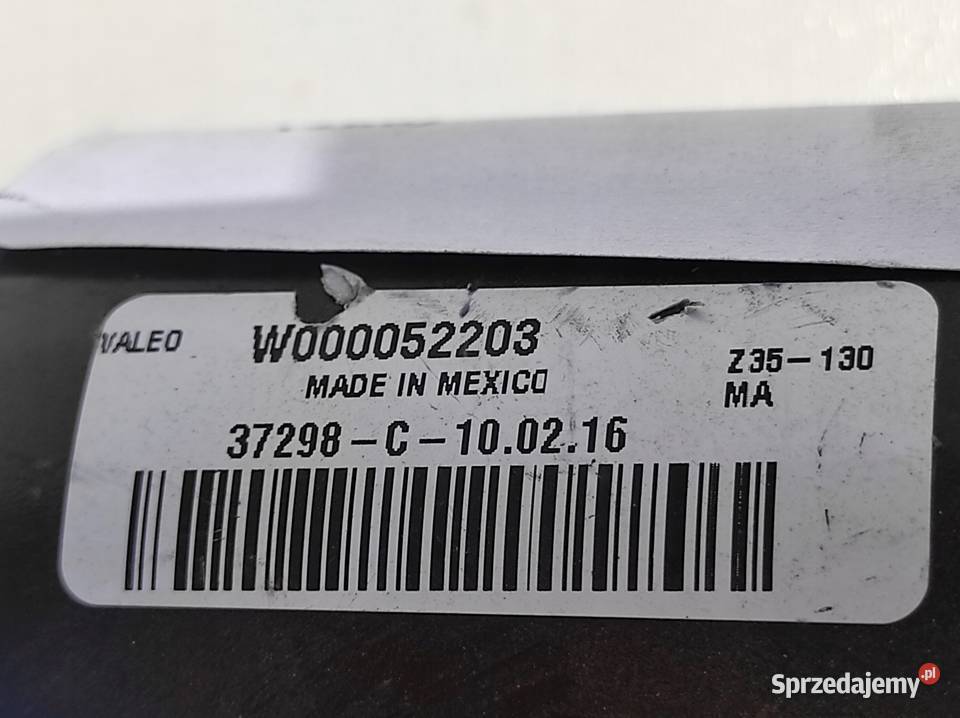 VALEO
W000052203
MADE IN MEXICO
Z35-130
MA
37298-C-10.02.16
Sprzedajemy.pl